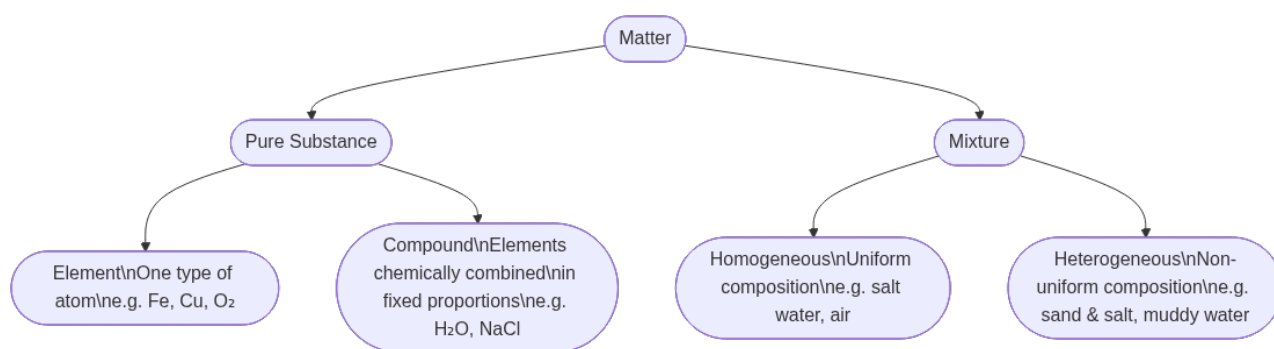 Matter
Pure Substance
Mixture
Element\nOne type of
atom\ne.g. Fe, Cu, O₂
Compound\nElements
chemically combined\nin
fixed proportions\ne.g.
H₂O, NaCl
Homogeneous\nUniform
composition\ne.g. salt
water, air
Heterogeneous\nNon-
uniform composition\ne.g.
sand & salt, muddy water